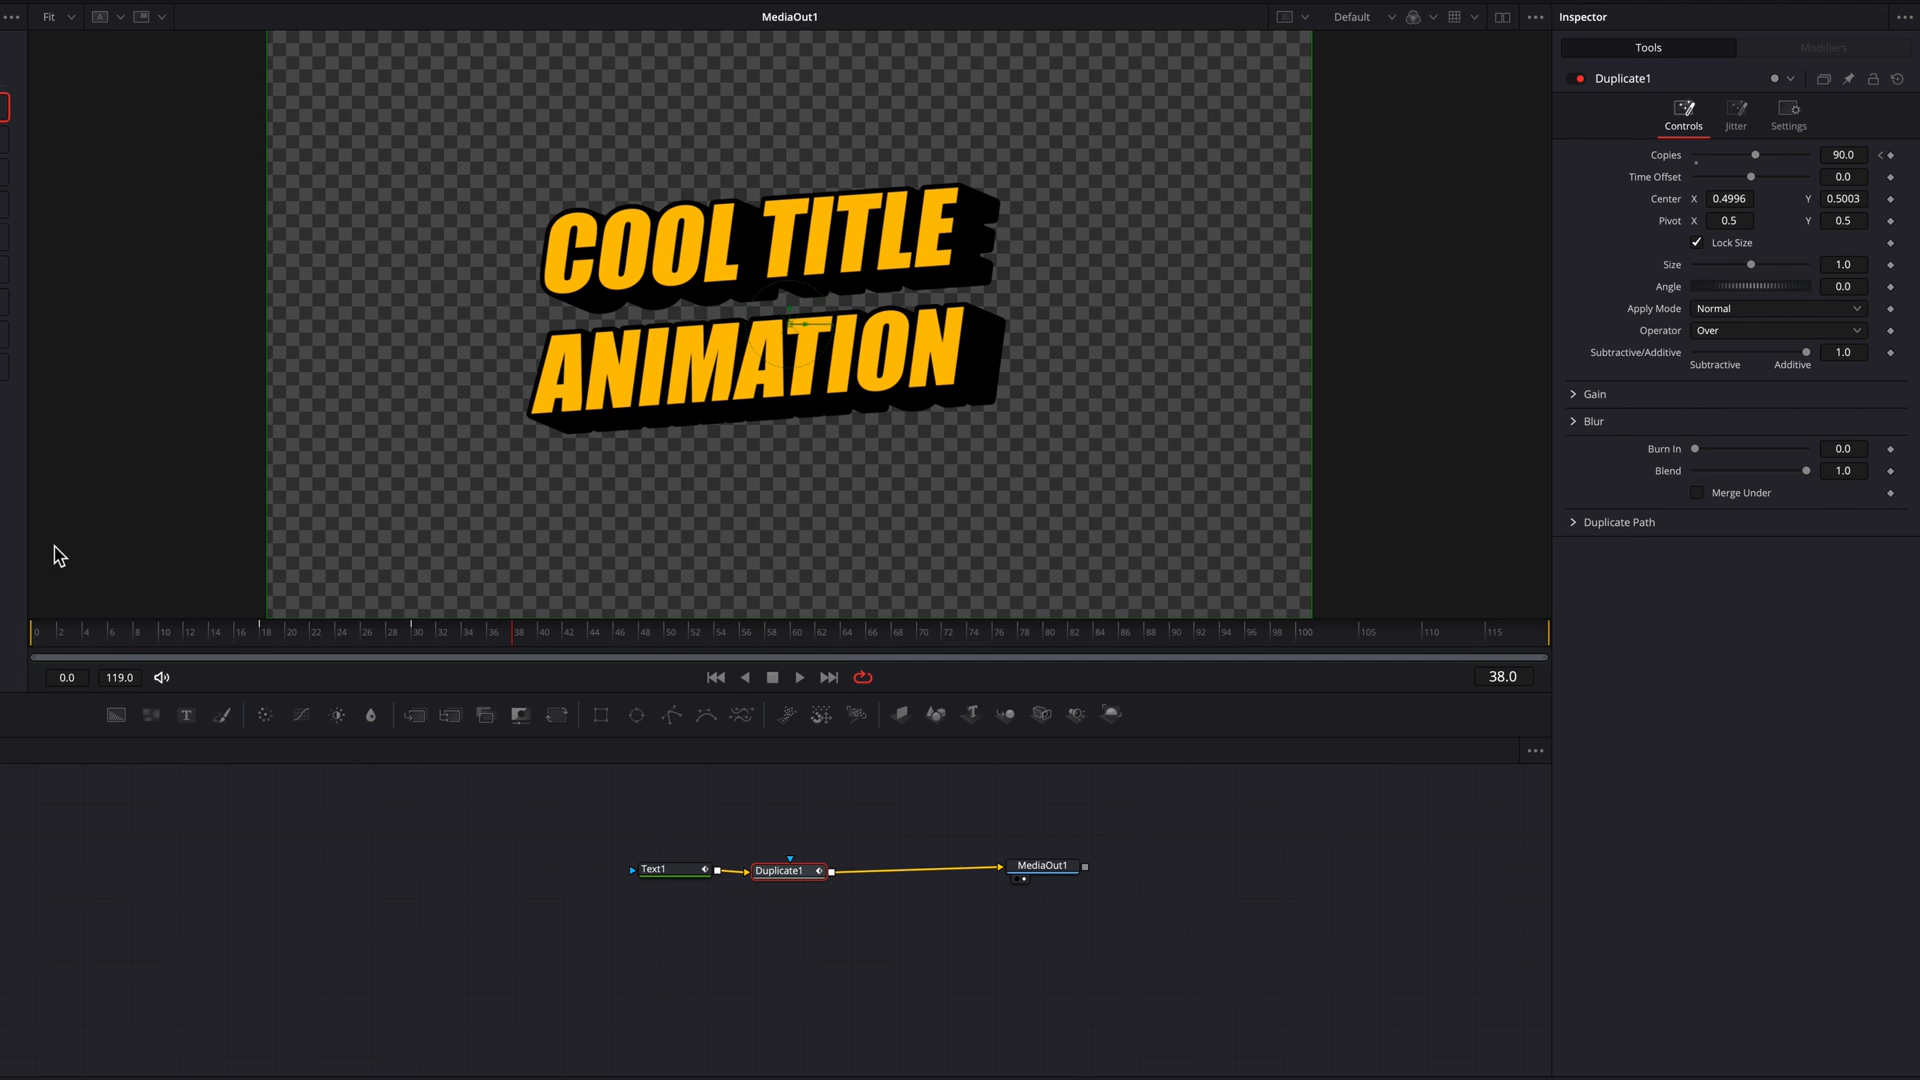 Fit A MediaOut1 Default Inspector
Tools Modifiers
Duplicate1
Controls Jitter Settings
Copies 90.0
Time Offset 0.0
Center X 0.4996 Y 0.5003
Pivot X 0.5 Y 0.5
Lock Size
Size 1.0
Angle 0.0
Apply Mode Normal
Operator Over
Subtractive/Additive 1.0
Subtractive Additive
Gain
Blur
Burn In 0.0
Blend 1.0
Merge Under
Duplicate Path
COOL TITLE
ANIMATION
0 2 4 6 8 10 12 14 16 18 20 22 24 26 28 30 32 34 36 38 40 42 44 46 48 50 52 54 56 58 60 62 64 66 68 70 72 74 76 78 80 82 84 86 88 90 92 94 96 98 100 105 110 115
0.0 119.0 38.0
T T
Text1 Duplicate1 MediaOut1